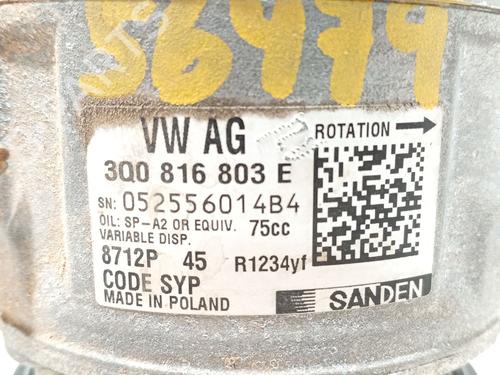 56479
VW AG
ROTATION
3Q0 816 803 E
SN: 052556014B4
OIL: SP-A2 OR EQUIV. 75cc
VARIABLE DISP.
8712P 45 R1234yf
CODE SYP
MADE IN POLAND
SANDEN